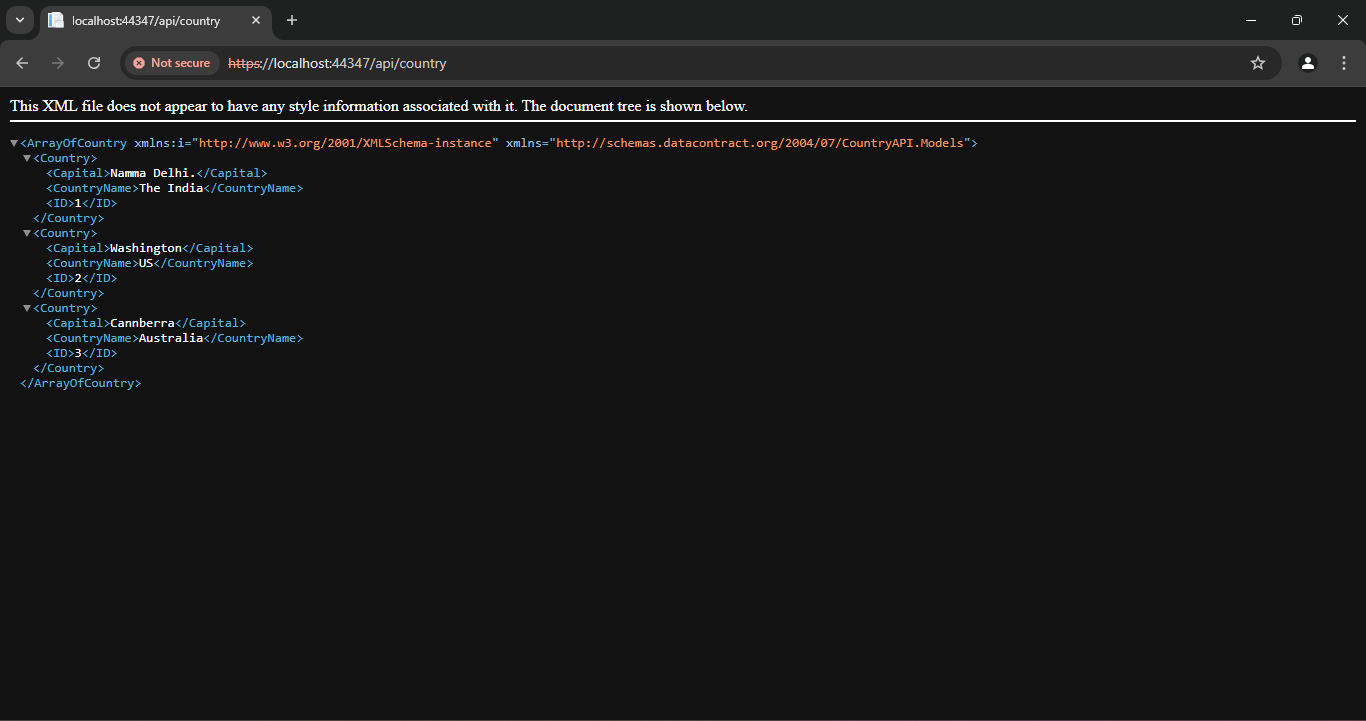 localhost:44347/api/country
Not secure https://localhost:44347/api/country
This XML file does not appear to have any style information associated with it. The document tree is shown below.
<ArrayOfCountry xmlns:i="http://www.w3.org/2001/XMLSchema-instance" xmlns="http://schemas.datacontract.org/2004/07/CountryAPI.Models">
<Country>
<Capital>Namma Delhi.</Capital>
<CountryName>The India</CountryName>
<ID>1</ID>
</Country>
<Country>
<Capital>Washington</Capital>
<CountryName>US</CountryName>
<ID>2</ID>
</Country>
<Country>
<Capital>Cannberra</Capital>
<CountryName>Australia</CountryName>
<ID>3</ID>
</Country>
</ArrayOfCountry>